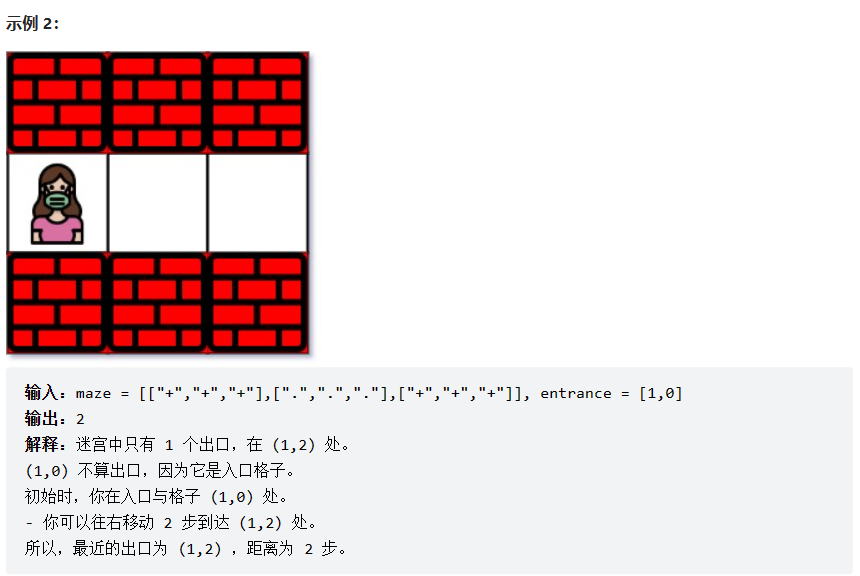 示例 2：
输入：maze = [["+","+","+"],[".",".","."],["+","+","+"]], entrance = [1,0]
输出：2
解释：迷宫中只有 1 个出口，在 (1,2) 处。
(1,0) 不算出口，因为它是入口格子。
初始时，你在入口与格子 (1,0) 处。
- 你可以往右移动 2 步到达 (1,2) 处。
所以，最近的出口为 (1,2) ，距离为 2 步。